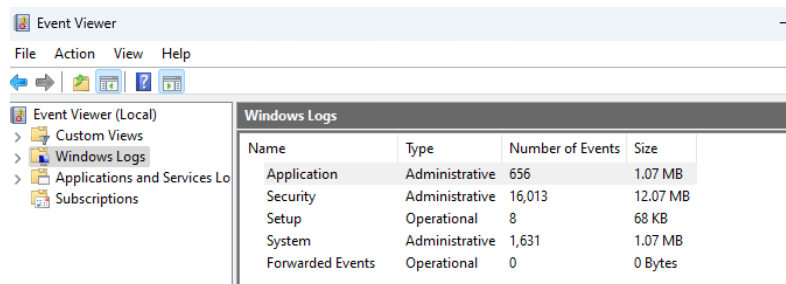 Event Viewer
File Action View Help
Event Viewer (Local)
Custom Views
Windows Logs
Applications and Services Lo
Subscriptions
Windows Logs
Name Type Number of Events Size
Application Administrative 656 1.07 MB
Security Administrative 16,013 12.07 MB
Setup Operational 8 68 KB
System Administrative 1,631 1.07 MB
Forwarded Events Operational 0 0 Bytes